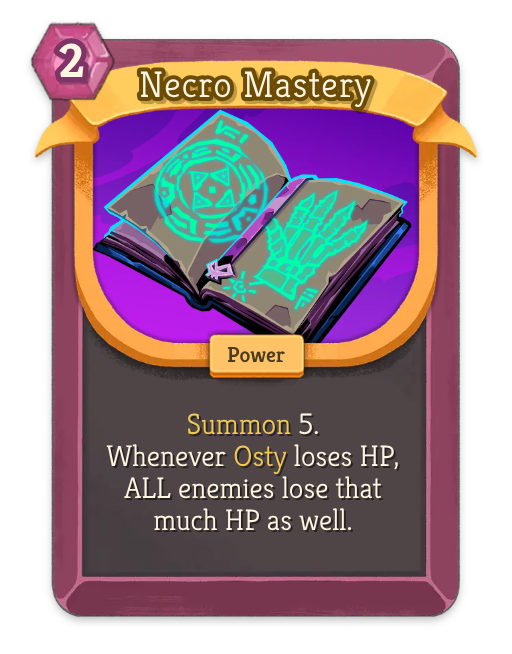 2
Necro Mastery
Power
Summon 5.
Whenever Osty loses HP,
ALL enemies lose that
much HP as well.